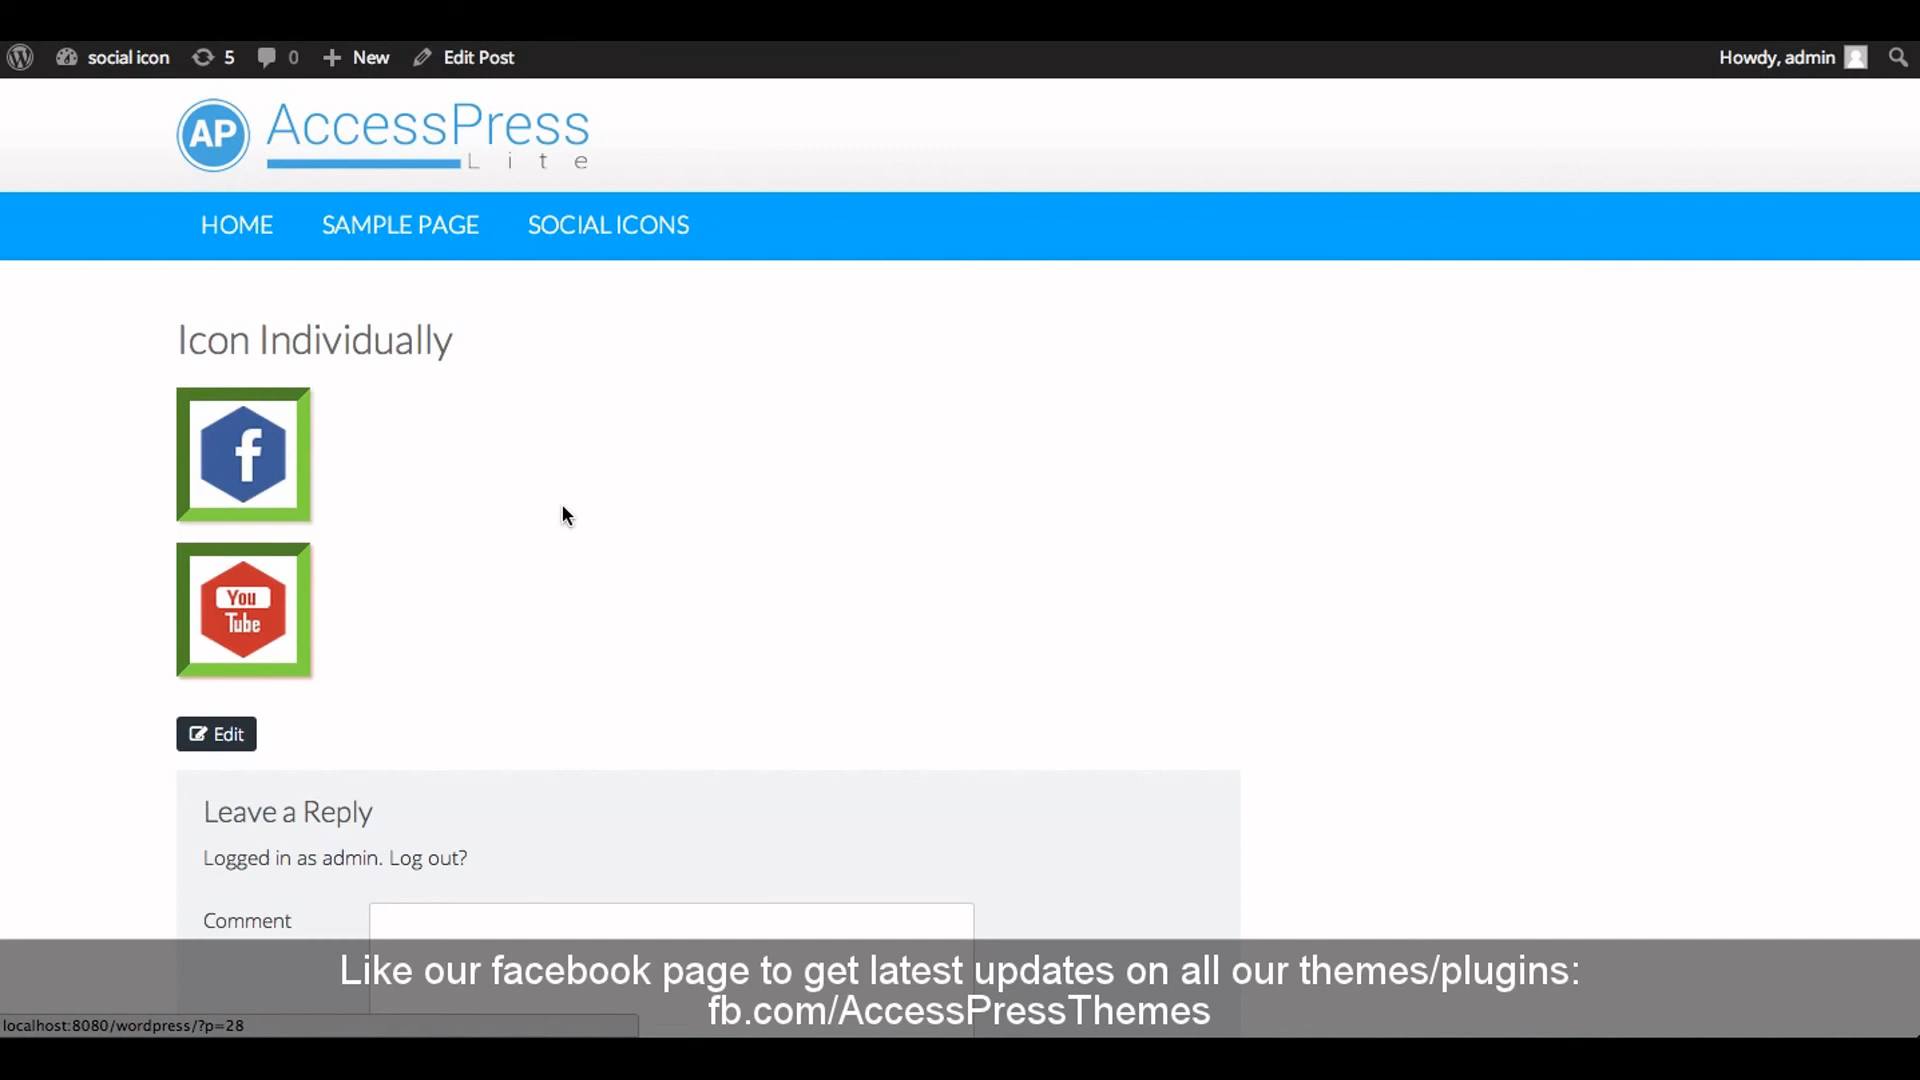 social icon 5 0 New Edit Post Howdy, admin
AP AccessPress
Lite
HOME SAMPLE PAGE SOCIAL ICONS
Icon Individually
f
You
Tube
Edit
Leave a Reply
Logged in as admin. Log out?
Comment
Like our facebook page to get latest updates on all our themes/plugins:
fb.com/AccessPressThemes
localhost:8080/wordpress/?p=28